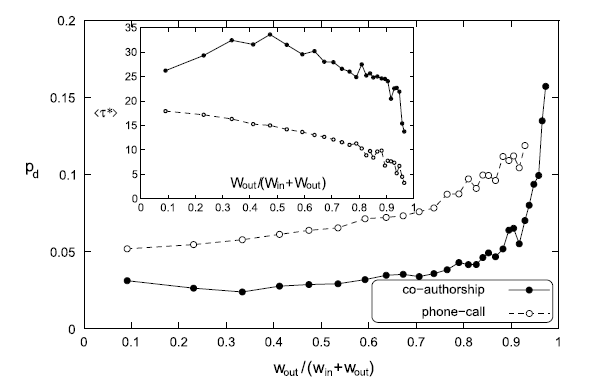 0.2
0.15
0.1
0.05
0
p_d
0 0.1 0.2 0.3 0.4 0.5 0.6 0.7 0.8 0.9 1
w_out/(w_in+w_out)
35
30
25
20
15
10
5
0
<τ*>
0 0.1 0.2 0.3 0.4 0.5 0.6 0.7 0.8 0.9 1
w_out/(w_in+w_out)
co−authorship
phone−call